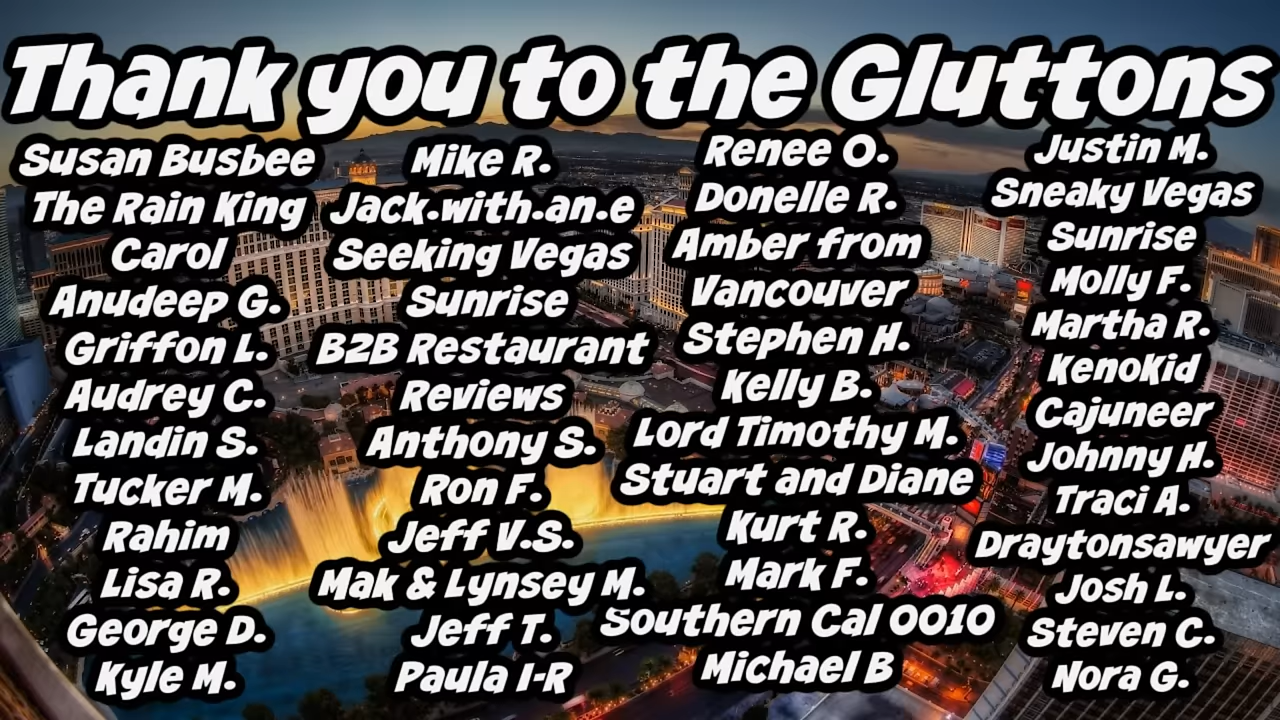 Thank you to the Gluttons
Susan Busbee
The Rain King
Carol
Anudeep G.
Griffon L.
Audrey C.
Landin S.
Tucker M.
Rahim
Lisa R.
George D.
Kyle M.
Mike R.
Jack.with.an.e
Seeking Vegas
Sunrise
B2B Restaurant
Reviews
Anthony S.
Ron F.
Jeff V.S.
Mak & Lynsey M.
Jeff T.
Paula I-R
Renee O.
Donelle R.
Amber from
Vancouver
Stephen H.
Kelly B.
Lord Timothy M.
Stuart and Diane
Kurt R.
Mark F.
Southern Cal 0010
Michael B
Justin M.
Sneaky Vegas
Sunrise
Molly F.
Martha R.
KenoKid
Cajuneer
Johnny H.
Traci A.
Draytonsawyer
Josh L.
Steven C.
Nora G.